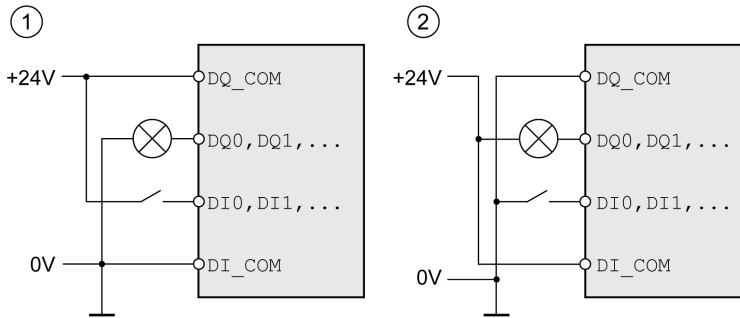 1
+24V
DQ_COM
DQ0,DQ1,...
DI0,DI1,...
0V
DI_COM
2
+24V
DQ_COM
DQ0,DQ1,...
DI0,DI1,...
DI_COM
0V